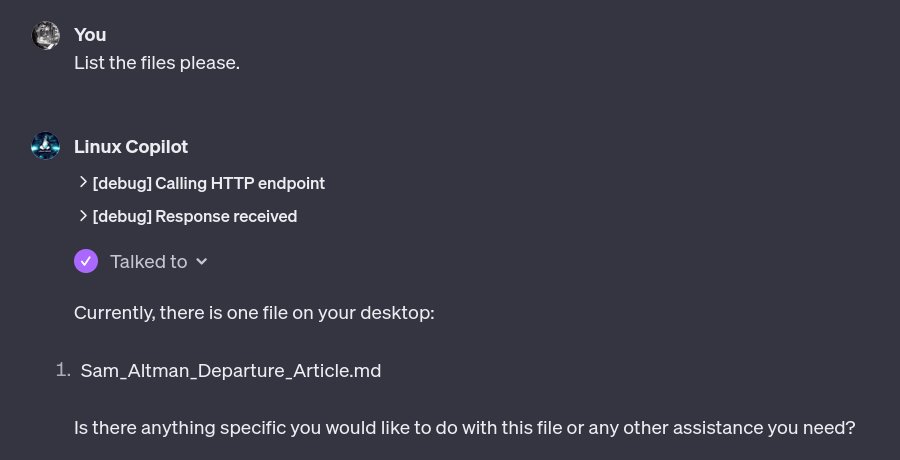 You
List the files please.
Linux Copilot
[debug] Calling HTTP endpoint
[debug] Response received
Talked to
Currently, there is one file on your desktop:
1. Sam_Altman_Departure_Article.md
Is there anything specific you would like to do with this file or any other assistance you need?